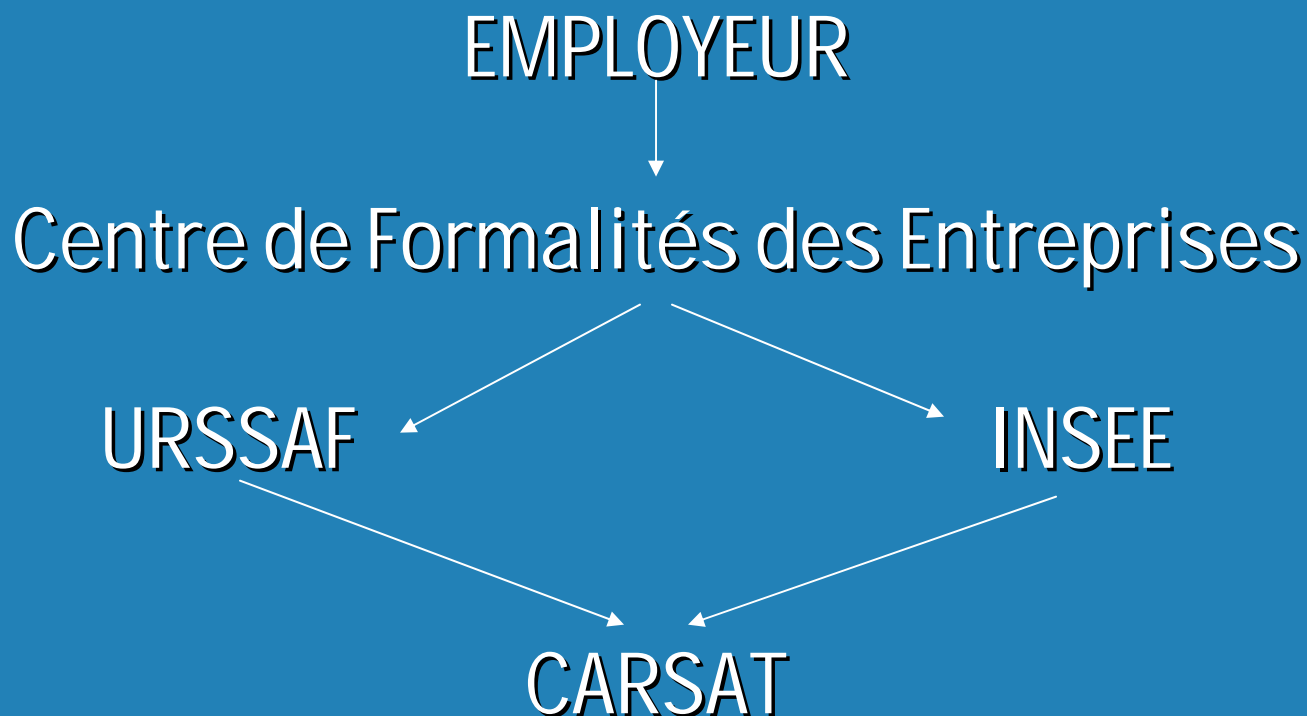 EMPLOYEUR
Centre de Formalités des Entreprises
URSSAF
INSEE
CARSAT